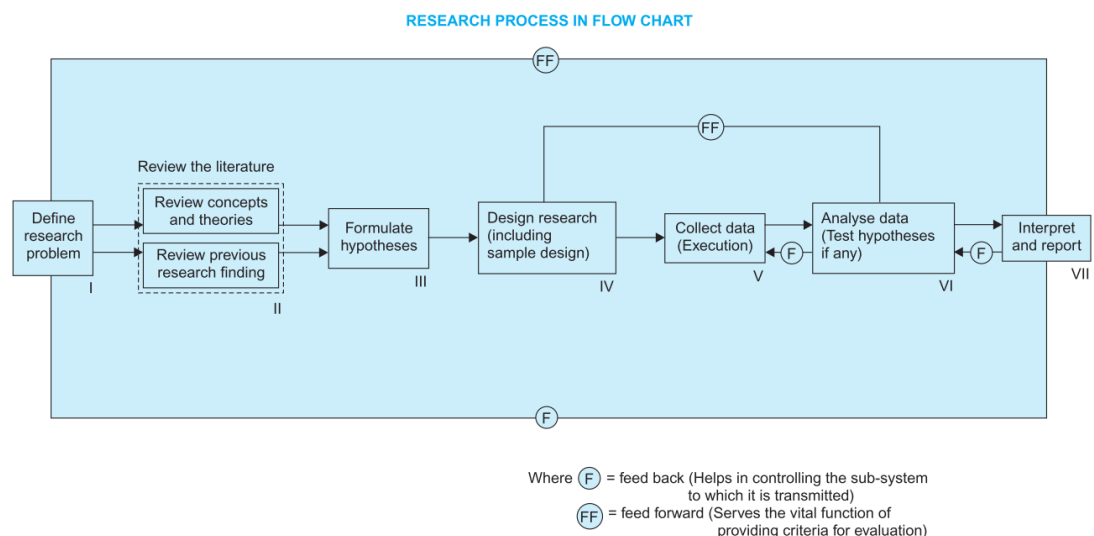 RESEARCH PROCESS IN FLOW CHART
FF
FF
Review the literature
Define
research
problem
I
Review concepts
and theories
Review previous
research finding
II
Formulate
hypotheses
III
Design research
(including
sample design)
IV
Collect data
(Execution)
V
F
Analyse data
(Test hypotheses
if any)
VI
F
Interpret
and report
VII
F
Where F = feed back (Helps in controlling the sub-system
to which it is transmitted)
FF = feed forward (Serves the vital function of
providing criteria for evaluation)